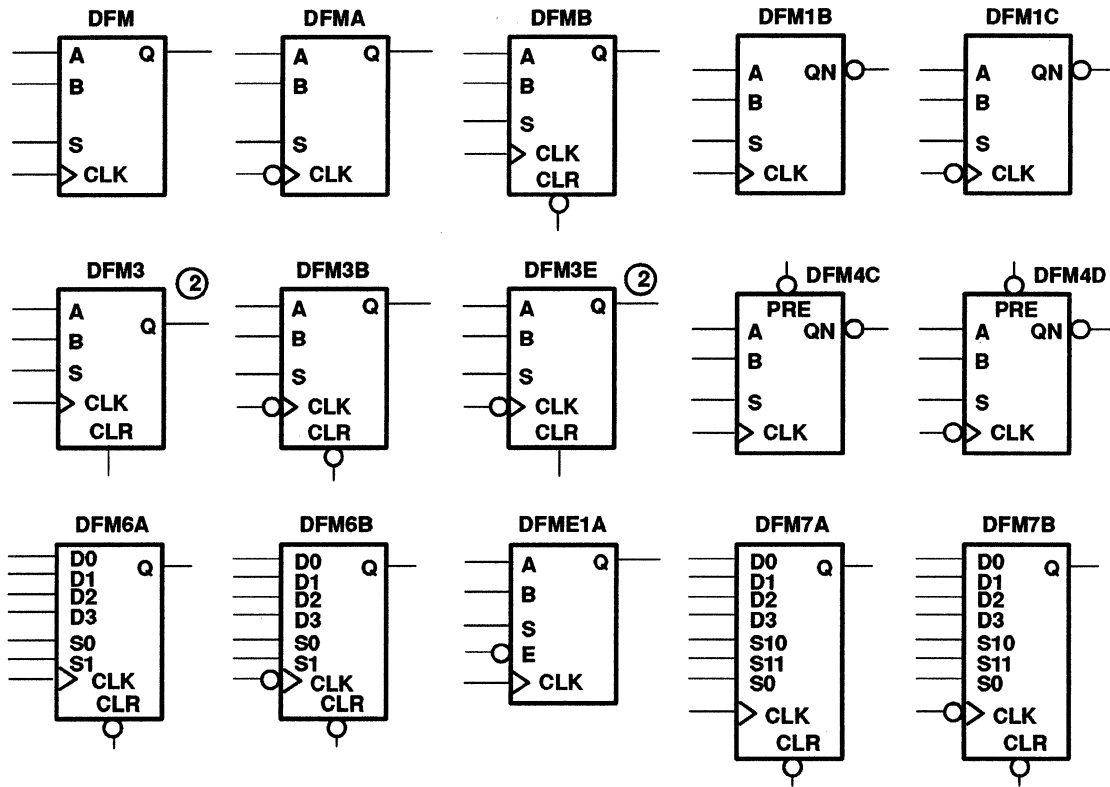 DFM
A Q
B
S
CLK
DFMA
A Q
B
S
CLK
DFMB
A Q
B
S
CLK
CLR
DFM1B
A QN
B
S
CLK
DFM1C
A QN
B
S
CLK
DFM3
2
A
Q
B
S
CLK
CLR
DFM3B
A Q
B
S
CLK
CLR
DFM3E
2
A Q
B
S
CLK
CLR
DFM4C
PRE
A QN
B
S
CLK
DFM4D
PRE
A QN
B
S
CLK
DFM6A
D0 Q
D1
D2
D3
S0
S1
CLK
CLR
DFM6B
D0 Q
D1
D2
D3
S0
S1
CLK
CLR
DFME1A
A Q
B
S
E
CLK
DFM7A
D0 Q
D1
D2
D3
S10
S11
S0
CLK
CLR
DFM7B
D0 Q
D1
D2
D3
S10
S11
S0
CLK
CLR